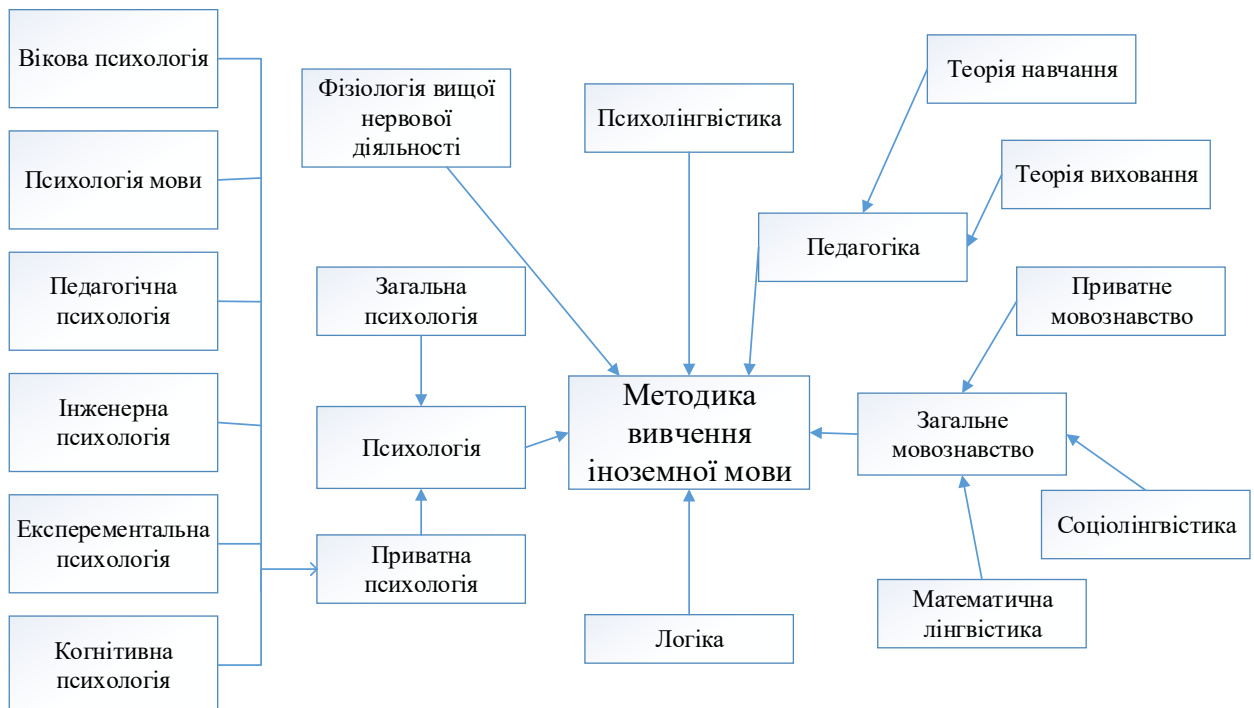 Вікова психологія
Психологія мови
Педагогічна
психологія
Інженерна
психологія
Експерементальна
психологія
Когнітивна
психологія
Фізіологія вищої
нервової
діяльності
Загальна
психологія
Психологія
Приватна
психологія
Психолінгвістика
Методика
вивчення
іноземної мови
Логіка
Теорія навчання
Теорія виховання
Педагогіка
Приватне
мовознавство
Загальне
мовознавство
Соціолінгвістика
Математична
лінгвістика